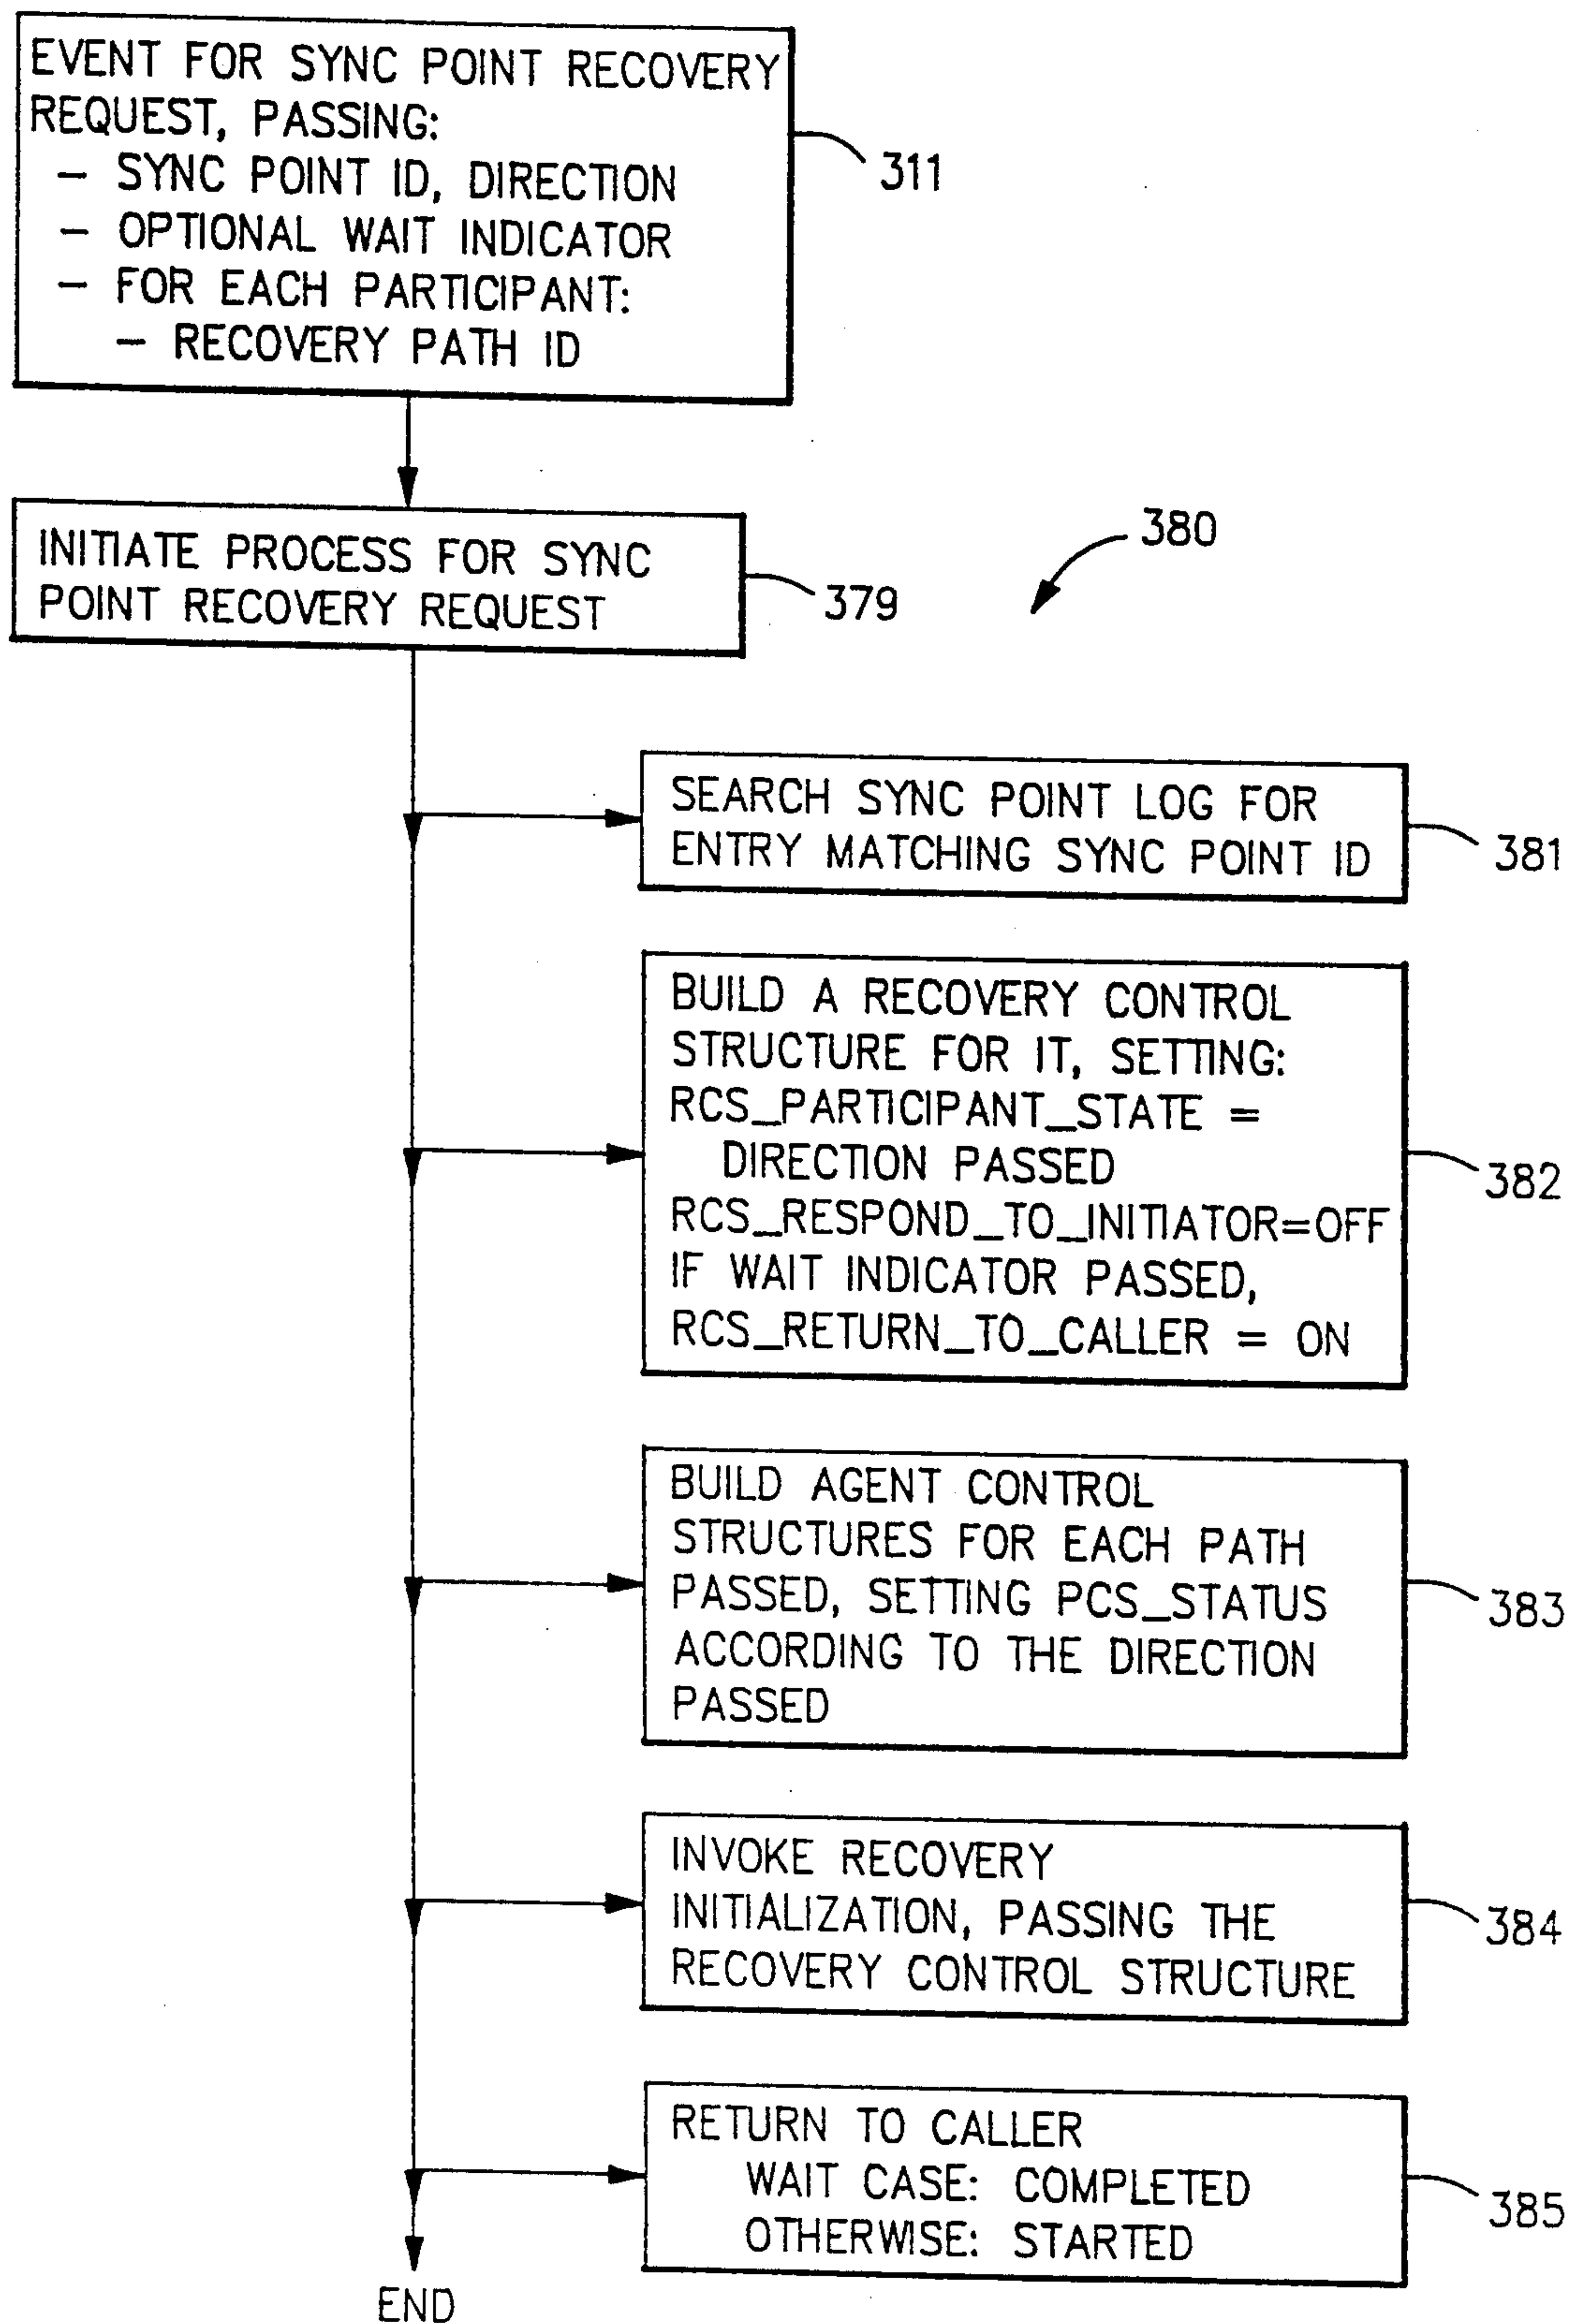 EVENT FOR SYNC POINT RECOVERY
REQUEST, PASSING:
– SYNC POINT ID, DIRECTION
– OPTIONAL WAIT INDICATOR
– FOR EACH PARTICIPANT:
– RECOVERY PATH ID
311
INITIATE PROCESS FOR SYNC
POINT RECOVERY REQUEST
379
380
SEARCH SYNC POINT LOG FOR
ENTRY MATCHING SYNC POINT ID
381
BUILD A RECOVERY CONTROL
STRUCTURE FOR IT, SETTING:
RCS_PARTICIPANT_STATE =
DIRECTION PASSED
RCS_RESPOND_TO_INITIATOR=OFF
IF WAIT INDICATOR PASSED,
RCS_RETURN_TO_CALLER = ON
382
BUILD AGENT CONTROL
STRUCTURES FOR EACH PATH
PASSED, SETTING PCS_STATUS
ACCORDING TO THE DIRECTION
PASSED
383
INVOKE RECOVERY
INITIALIZATION, PASSING THE
RECOVERY CONTROL STRUCTURE
384
RETURN TO CALLER
WAIT CASE: COMPLETED
OTHERWISE: STARTED
385
END